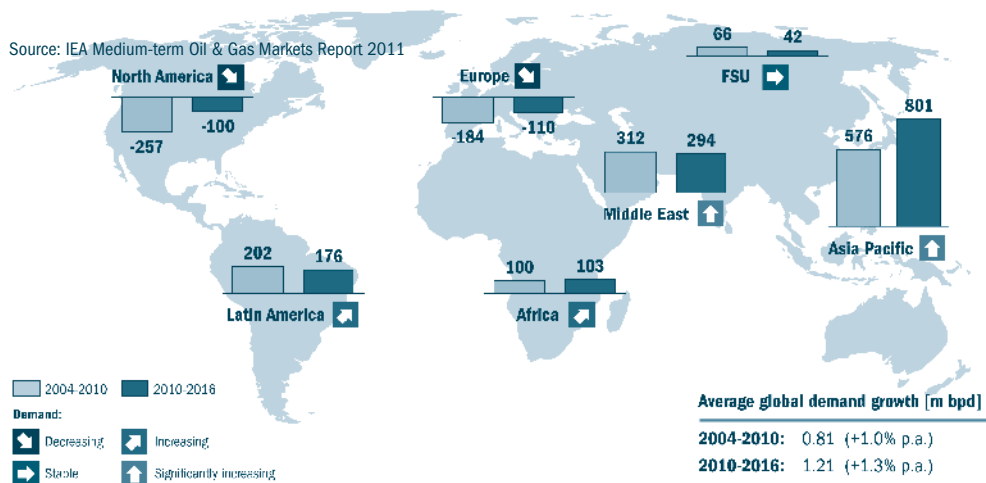 Source: IEA Medium-term Oil & Gas Markets Report 2011
66 42
FSU
North America
-257 -100
Europe
-184 -110
312 294
Middle East
576 801
Asia Pacific
202 176
Latin America
100 103
Africa
2004-2010 2010-2016
Demand:
Decreasing Increasing
Stable Significantly increasing
Average global demand growth [m bpd]
2004-2010: 0.81 (+1.0% p.a.)
2010-2016: 1.21 (+1.3% p.a.)